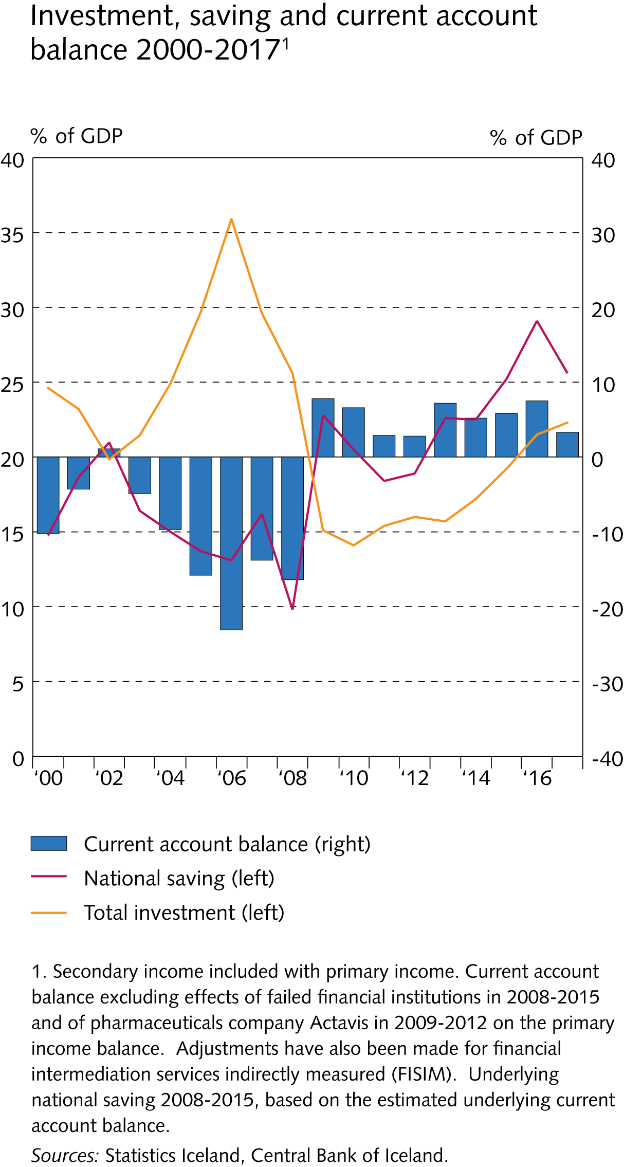 Investment, saving and current account
balance 2000-2017¹
% of GDP % of GDP
40 40
35 30
30 20
25 10
20 0
15 -10
10 -20
5 -30
0 -40
‘00 ‘02 ‘04 ‘06 ‘08 ‘10 ‘12 ‘14 ‘16
Current account balance (right)
National saving (left)
Total investment (left)
1. Secondary income included with primary income. Current account
balance excluding effects of failed financial institutions in 2008-2015
and of pharmaceuticals company Actavis in 2009-2012 on the primary
income balance.  Adjustments have also been made for financial
intermediation services indirectly measured (FISIM).  Underlying
national saving 2008-2015, based on the estimated underlying current
account balance.
Sources: Statistics Iceland, Central Bank of Iceland.